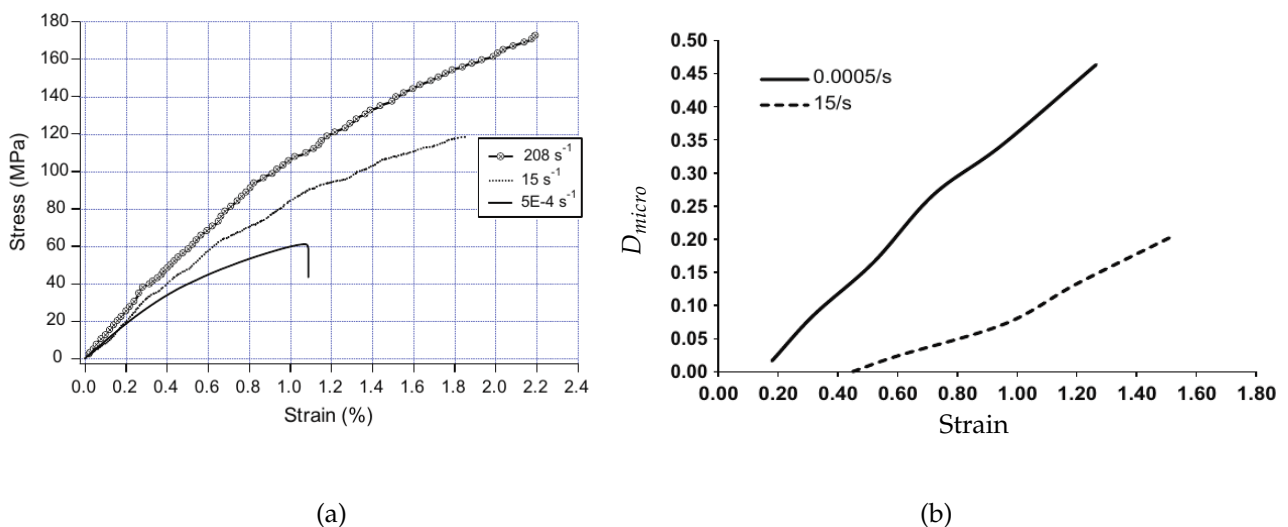 180
160
140
120
100
80
60
40
20
0
Stress (MPa)
208 s⁻¹
15 s⁻¹
5E-4 s⁻¹
0.0 0.2 0.4 0.6 0.8 1.0 1.2 1.4 1.6 1.8 2.0 2.2 2.4
Strain (%)
(a)
0.50
0.45
0.40
0.35
0.30
0.25
0.20
0.15
0.10
0.05
0.00
D_micro
0.0005/s
15/s
0.00 0.20 0.40 0.60 0.80 1.00 1.20 1.40 1.60 1.80
Strain
(b)